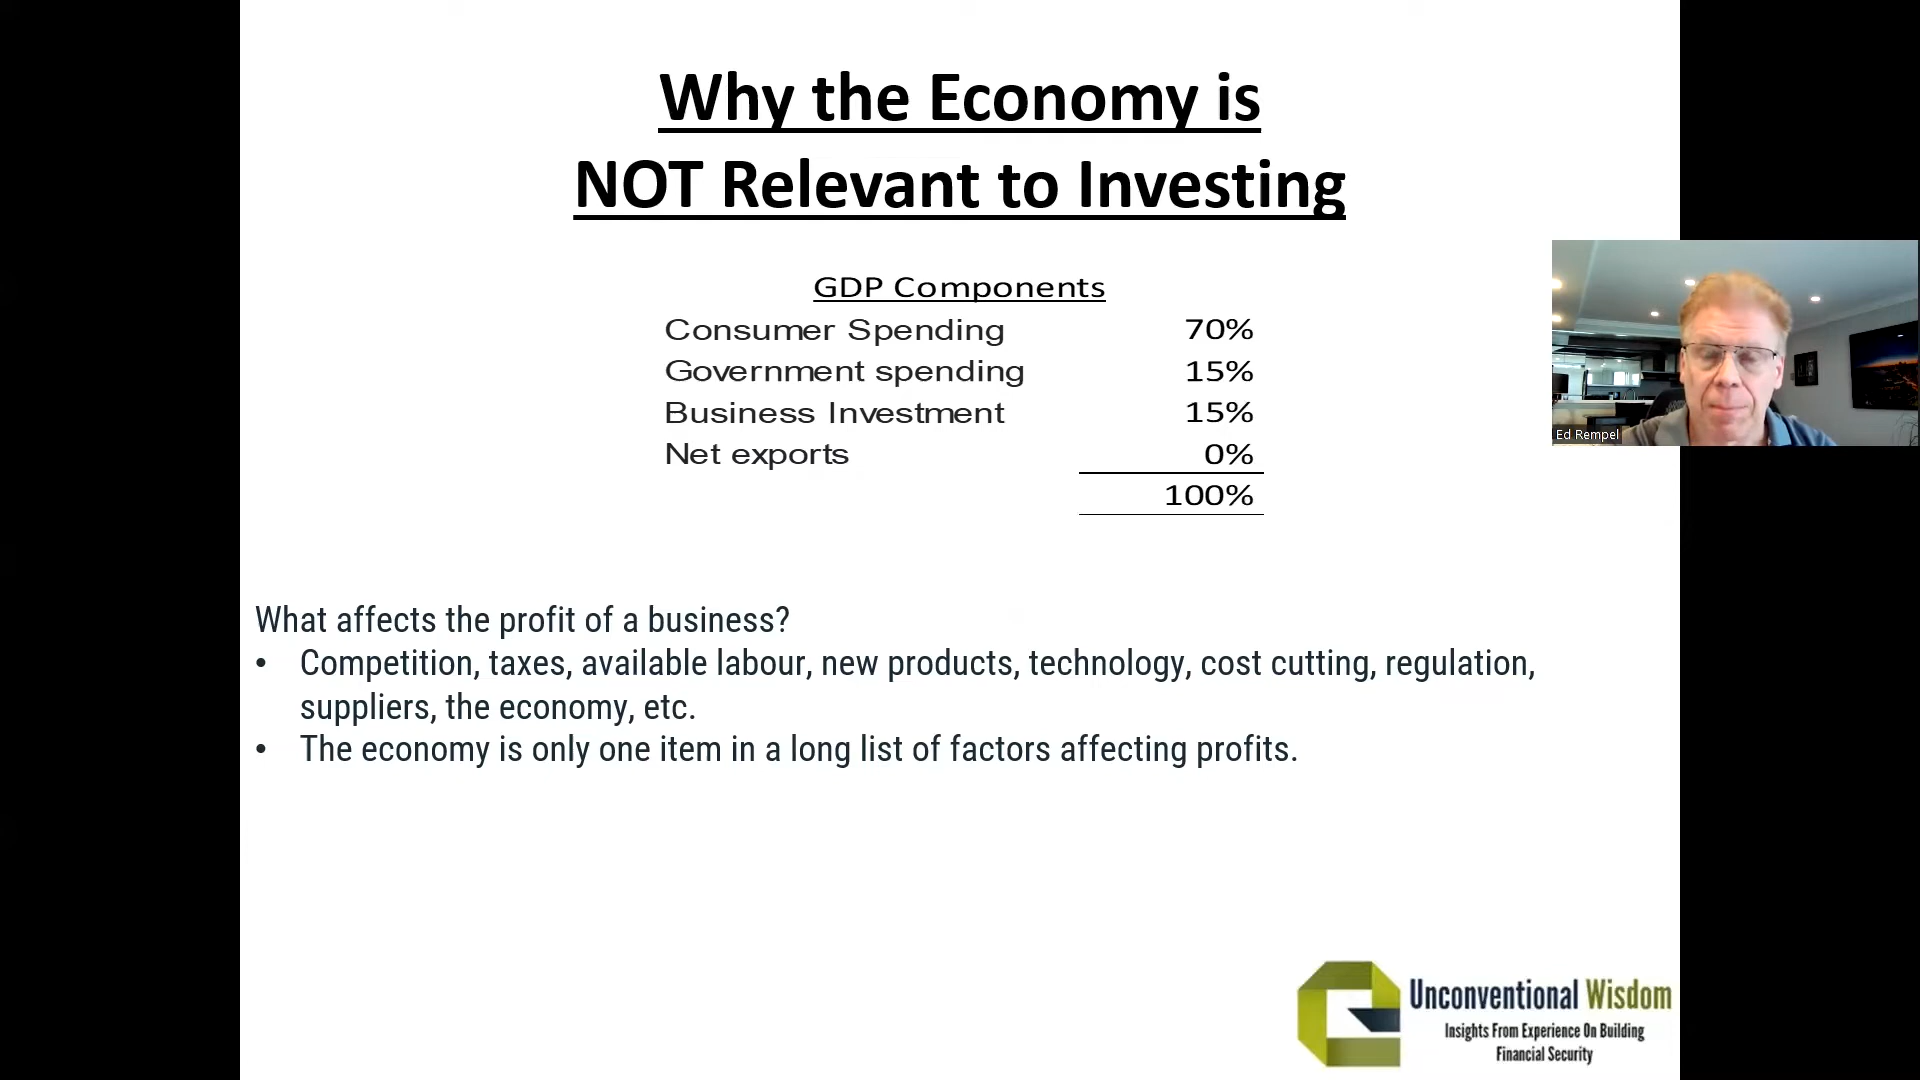 Why the Economy is
NOT Relevant to Investing
GDP Components
Consumer Spending 70%
Government spending 15%
Business Investment 15%
Net exports 0%
100%
Ed Rempel
What affects the profit of a business?
• Competition, taxes, available labour, new products, technology, cost cutting, regulation,
suppliers, the economy, etc.
• The economy is only one item in a long list of factors affecting profits.
Unconventional Wisdom
Insights From Experience On Building
Financial Security